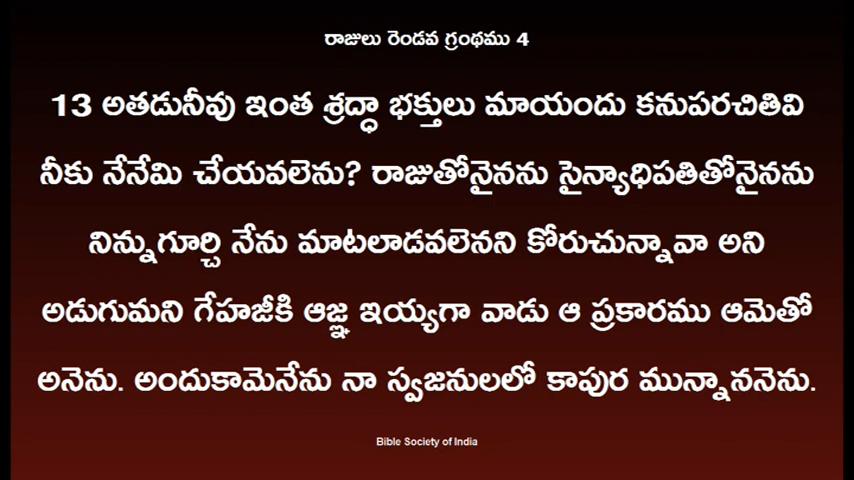 రాజులు రెండవ గ్రంథము 4
13 అతడునీవు ఇంత శ్రద్ధా భక్తులు మాయందు కనుపరచితివి
నీకు నేనేమి చేయవలెను? రాజుతోనైనను సైన్యాధిపతితోనైనను
నిన్నుగూర్చి నేను మాటలాడవలెనని కోరుచున్నావా అని
అడుగుమని గేహజీకి ఆజ్ఞ ఇయ్యగా వాడు ఆ ప్రకారము ఆమెతో
అనెను. అందుకామెనేను నా స్వజనులలో కాపుర మున్నాననెను.
Bible Society of India